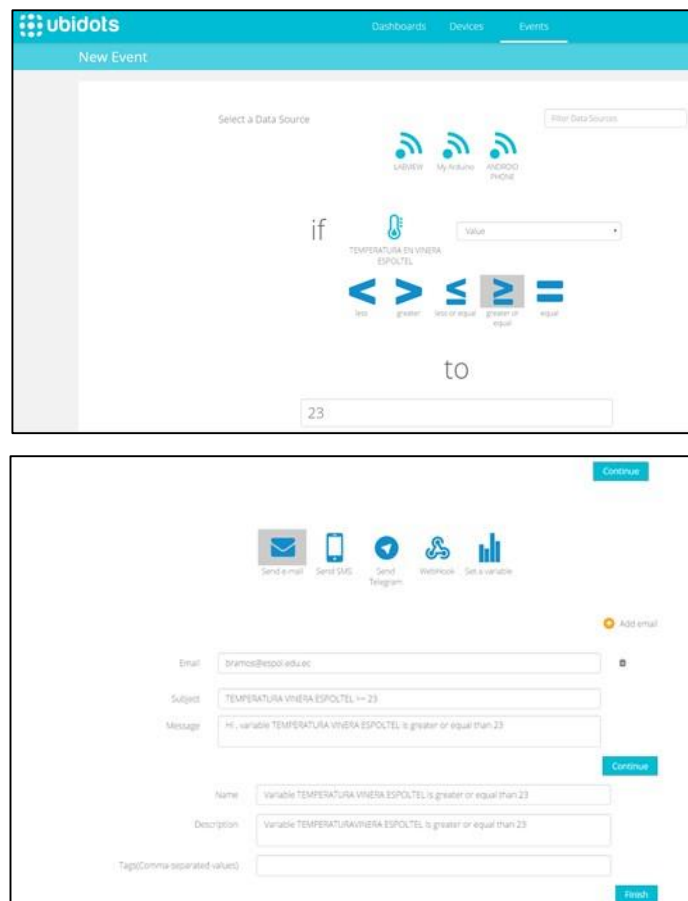 ubidots
Dashboards Devices Events
New Event
Select a Data Source
Filter Data Sources
LABVIEW My Arduino ANDROID PHONE
if
TEMPERATURA EN VINERA ESPOLTEL
Value
less greater less or equal greater or equal equal
to
23
Continue
Send e-mail Send SMS Send Telegram WebHook Set a variable
Add email
Email bramos@espol.edu.ec
Subject TEMPERATURA VINERA ESPOLTEL >= 23
Message Hi , variable TEMPERATURA VINERA ESPOLTEL is greater or equal than 23
Continue
Name Variable TEMPERATURA VINERA ESPOLTEL is greater or equal than 23
Description Variable TEMPERATURAVINERA ESPOLTEL is greater or equal than 23
Tags(Comma-separated-values)
Finish